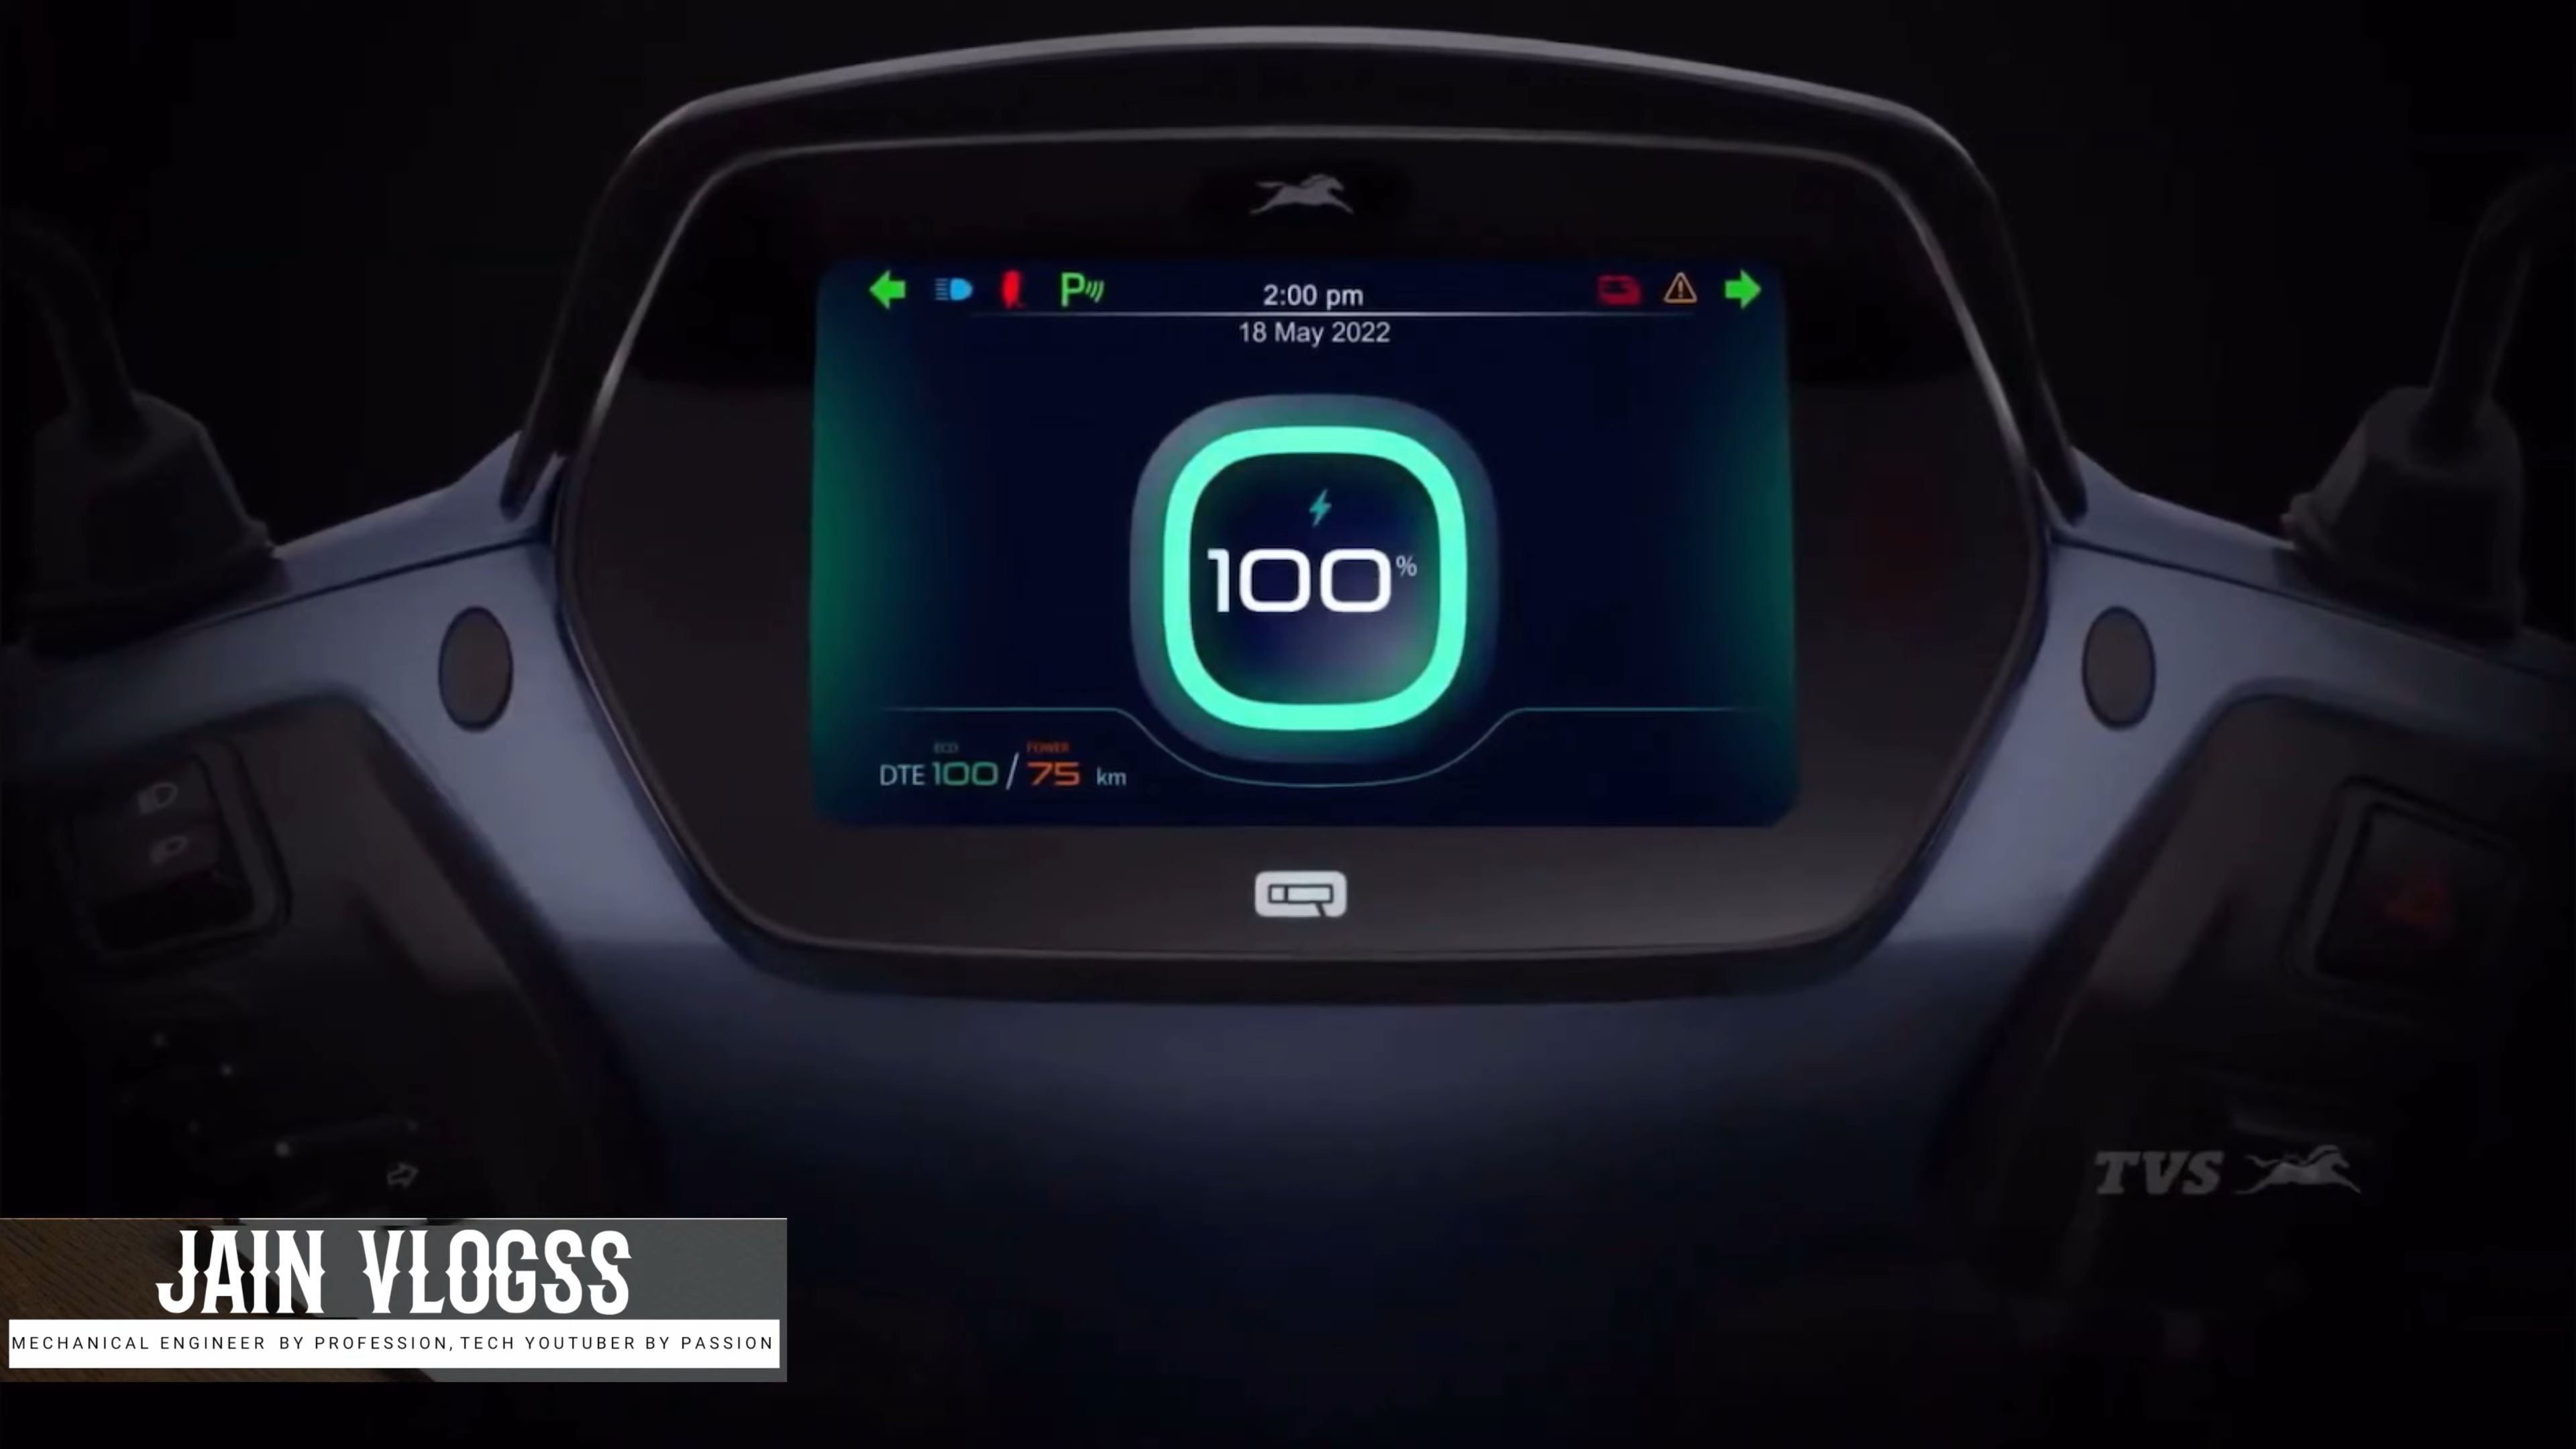 P
2:00 pm
18 May 2022
100%
ECO POWER
DTE 100 / 75 km
TVS
JAIN VLOGSS
MECHANICAL ENGINEER BY PROFESSION, TECH YOUTUBER BY PASSION